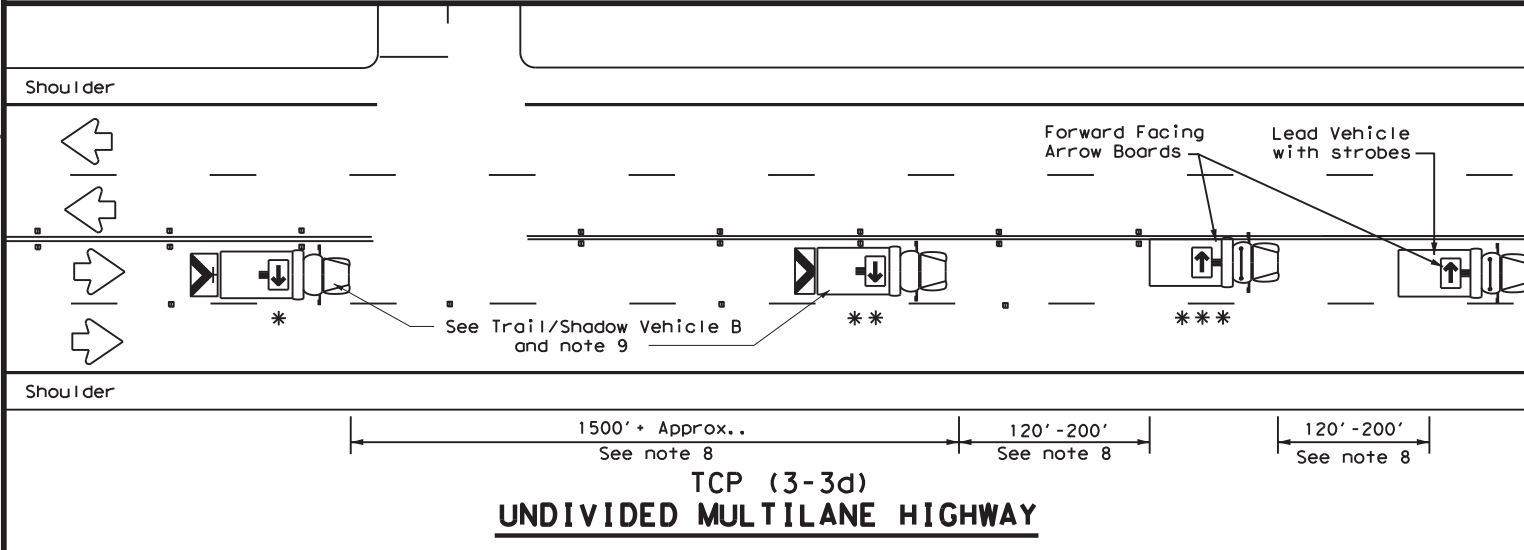 Shoulder
Forward Facing
Arrow Boards
Lead Vehicle
with strobes
*
**
***
See Trail/Shadow Vehicle B
and note 9
Shoulder
1500'+ Approx..
See note 8
120'-200'
See note 8
120'-200'
See note 8
TCP (3-3d)
UNDIVIDED MULTILANE HIGHWAY